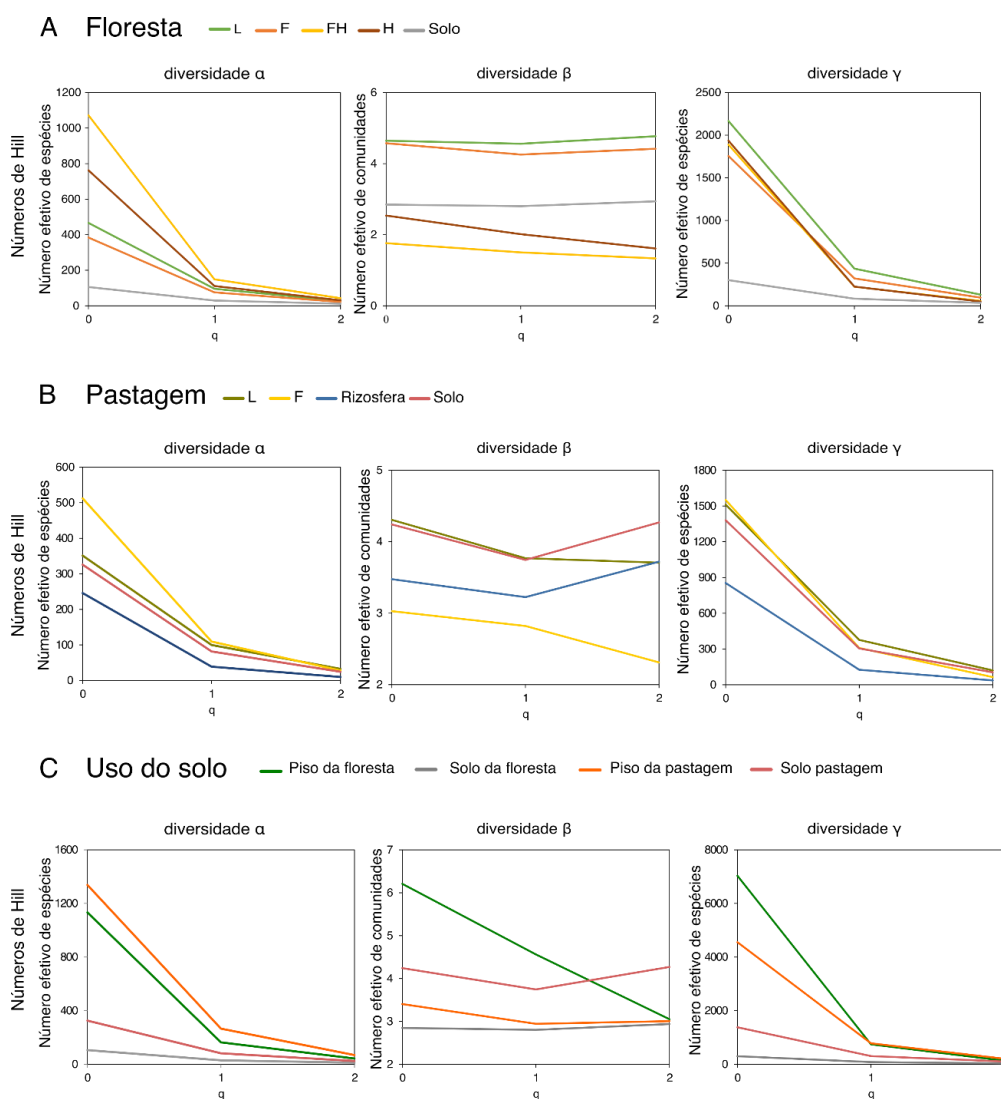 A Floresta L F FH H Solo
diversidade α
Números de Hill
Número efetivo de espécies
1200
1000
800
600
400
200
0
0 1 2
q
diversidade β
Número efetivo de comunidades
6
4
2
0
0 1 2
q
diversidade γ
Número efetivo de espécies
2500
2000
1500
1000
500
0
0 1 2
q
B Pastagem L F Rizosfera Solo
diversidade α
Números de Hill
Número efetivo de espécies
600
500
400
300
200
100
0
0 1 2
q
diversidade β
Número efetivo de comunidades
5
4
3
2
0 1 2
q
diversidade γ
Número efetivo de espécies
1800
1500
1200
900
600
300
0
0 1 2
q
C Uso do solo Piso da floresta Solo da floresta Piso da pastagem Solo pastagem
diversidade α
Números de Hill
Número efetivo de espécies
1600
1200
800
400
0
0 1 2
q
diversidade β
Número efetivo de comunidades
7
6
5
4
3
2
0 1 2
q
diversidade γ
Número efetivo de espécies
8000
6000
4000
2000
0
0 1 2
q